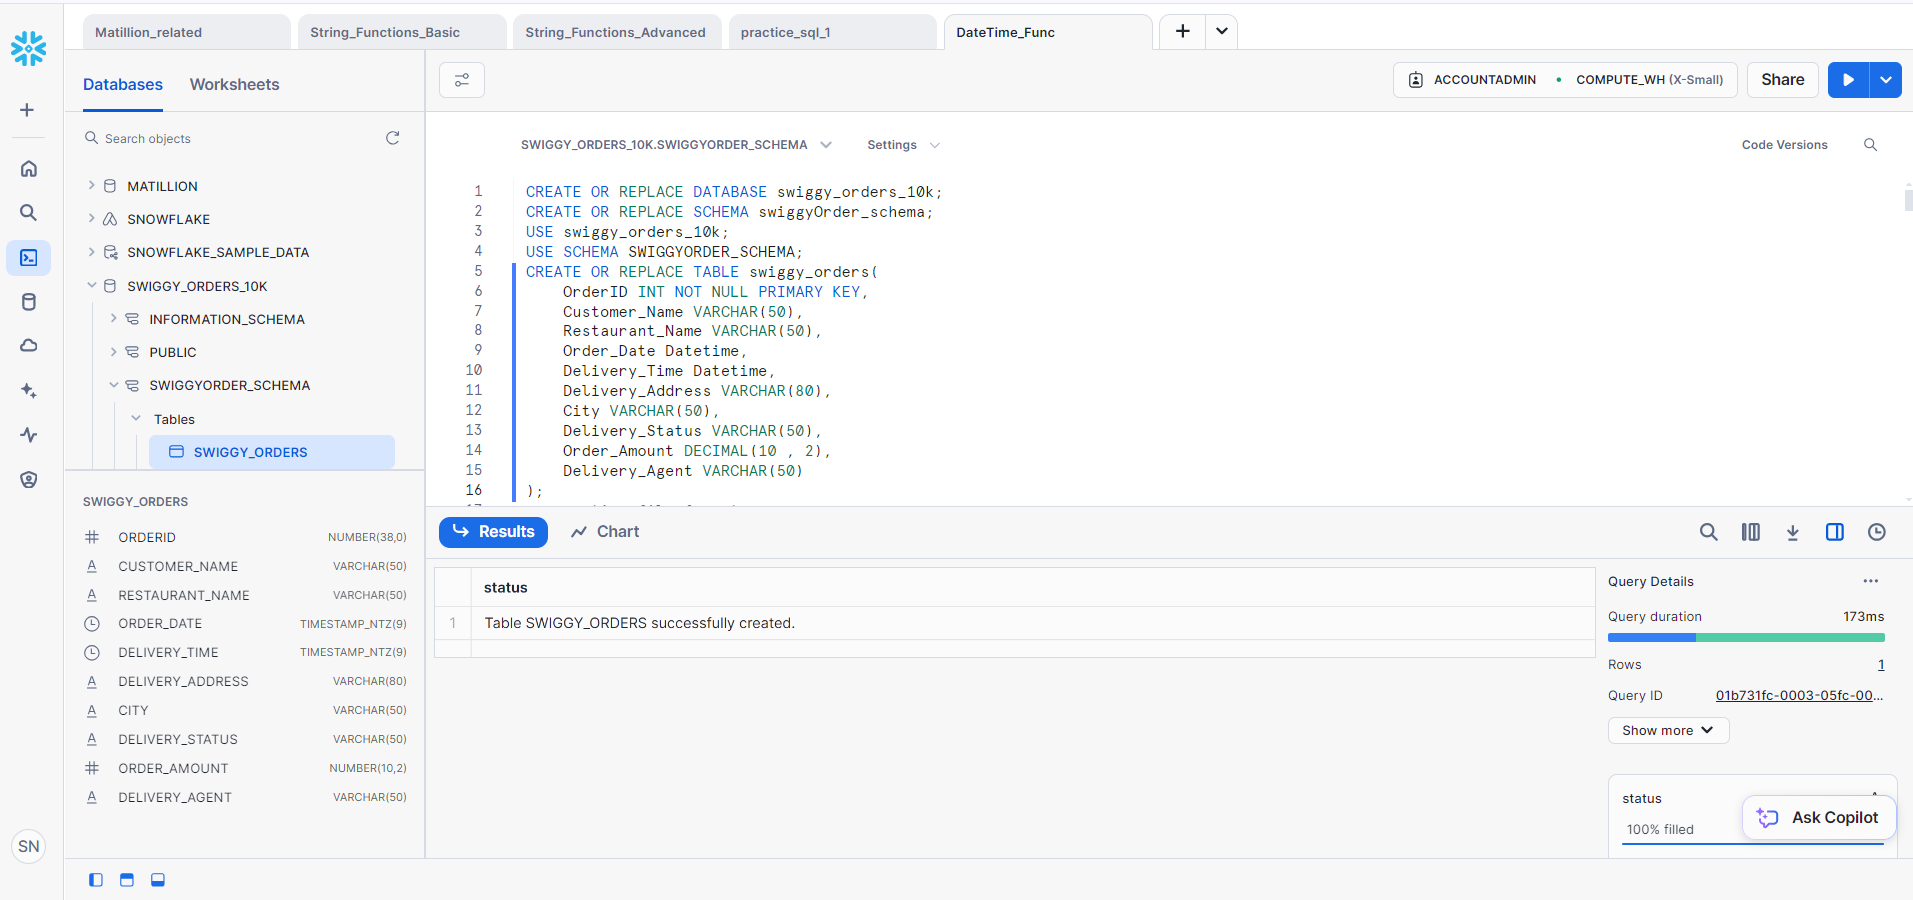 Matillion_related
String_Functions_Basic
String_Functions_Advanced
practice_sql_1
DateTime_Func
Databases
Worksheets
ACCOUNTADMIN
COMPUTE_WH (X-Small)
Share
Search objects
MATILLION
SNOWFLAKE
SNOWFLAKE_SAMPLE_DATA
SWIGGY_ORDERS_10K
INFORMATION_SCHEMA
PUBLIC
SWIGGYORDER_SCHEMA
Tables
SWIGGY_ORDERS
SWIGGY_ORDERS
ORDERID NUMBER(38,0)
CUSTOMER_NAME VARCHAR(50)
RESTAURANT_NAME VARCHAR(50)
ORDER_DATE TIMESTAMP_NTZ(9)
DELIVERY_TIME TIMESTAMP_NTZ(9)
DELIVERY_ADDRESS VARCHAR(80)
CITY VARCHAR(50)
DELIVERY_STATUS VARCHAR(50)
ORDER_AMOUNT NUMBER(10,2)
DELIVERY_AGENT VARCHAR(50)
SN
SWIGGY_ORDERS_10K.SWIGGYORDER_SCHEMA
Settings
Code Versions
1 CREATE OR REPLACE DATABASE swiggy_orders_10k;
2 CREATE OR REPLACE SCHEMA swiggyOrder_schema;
3 USE swiggy_orders_10k;
4 USE SCHEMA SWIGGYORDER_SCHEMA;
5 CREATE OR REPLACE TABLE swiggy_orders(
6 OrderID INT NOT NULL PRIMARY KEY,
7 Customer_Name VARCHAR(50),
8 Restaurant_Name VARCHAR(50),
9 Order_Date Datetime,
10 Delivery_Time Datetime,
11 Delivery_Address VARCHAR(80),
12 City VARCHAR(50),
13 Delivery_Status VARCHAR(50),
14 Order_Amount DECIMAL(10 , 2),
15 Delivery_Agent VARCHAR(50)
16 );
Results
Chart
status
1 Table SWIGGY_ORDERS successfully created.
Query Details
...
Query duration 173ms
Rows 1
Query ID 01b731fc-0003-05fc-00...
Show more
status
100% filled
Ask Copilot